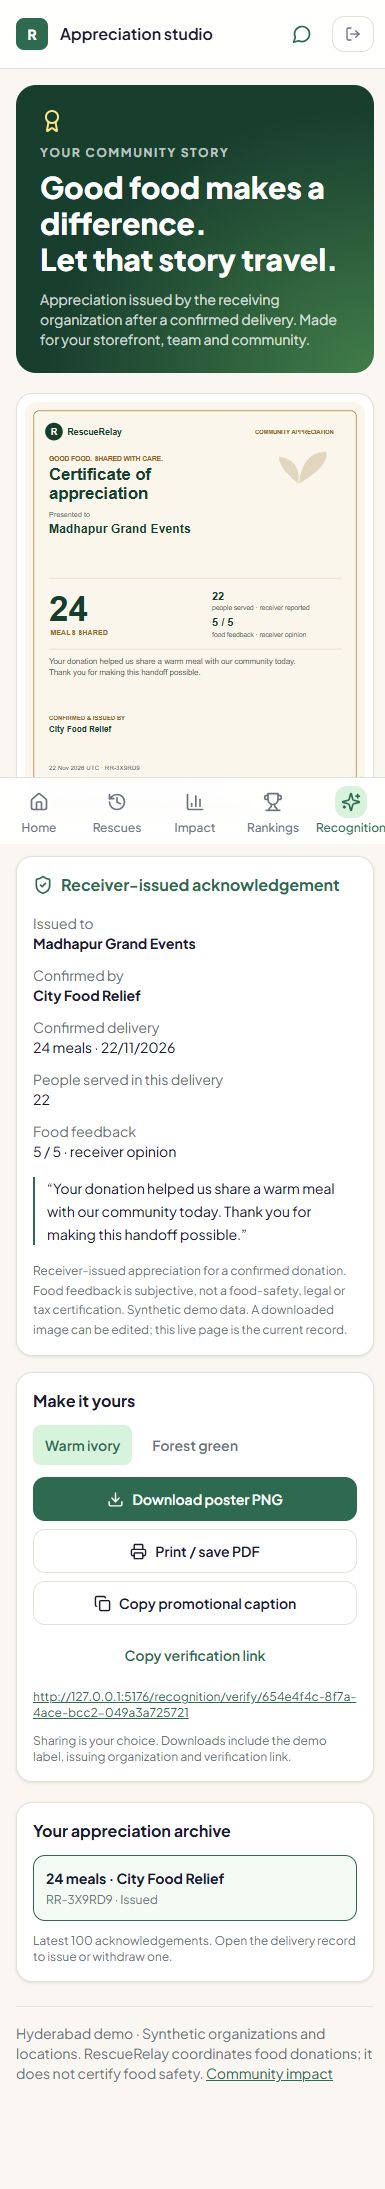 R
Appreciation studio
YOUR COMMUNITY STORY
Good food makes a
difference.
Let that story travel.
Appreciation issued by the receiving
organization after a confirmed delivery. Made
for your storefront, team and community.
R
RescueRelay
COMMUNITY APPRECIATION
GOOD FOOD. SHARED WITH CARE.
Certificate of
appreciation
Presented to
Madhapur Grand Events
24
MEALS SHARED
22
people served · receiver reported
5 / 5
food feedback · receiver opinion
Your donation helped us share a warm meal with our community today.
Thank you for making this handoff possible.
CONFIRMED & ISSUED BY
City Food Relief
22 Nov 2026 UTC · RR-3X9RD9
Home
Rescues
Impact
Rankings
Recognition
Receiver-issued acknowledgement
Issued to
Madhapur Grand Events
Confirmed by
City Food Relief
Confirmed delivery
24 meals · 22/11/2026
People served in this delivery
22
Food feedback
5 / 5 · receiver opinion
“Your donation helped us share a warm meal
with our community today. Thank you for
making this handoff possible.”
Receiver-issued appreciation for a confirmed donation.
Food feedback is subjective, not a food-safety, legal or
tax certification. Synthetic demo data. A downloaded
image can be edited; this live page is the current record.
Make it yours
Warm ivory
Forest green
Download poster PNG
Print / save PDF
Copy promotional caption
Copy verification link
http://127.0.0.1:5176/recognition/verify/654e4f4c-8f7a-
4ace-bcc2-049a3a725721
Sharing is your choice. Downloads include the demo
label, issuing organization and verification link.
Your appreciation archive
24 meals · City Food Relief
RR-3X9RD9 · Issued
Latest 100 acknowledgements. Open the delivery record
to issue or withdraw one.
Hyderabad demo · Synthetic organizations and
locations. RescueRelay coordinates food donations; it
does not certify food safety. Community impact